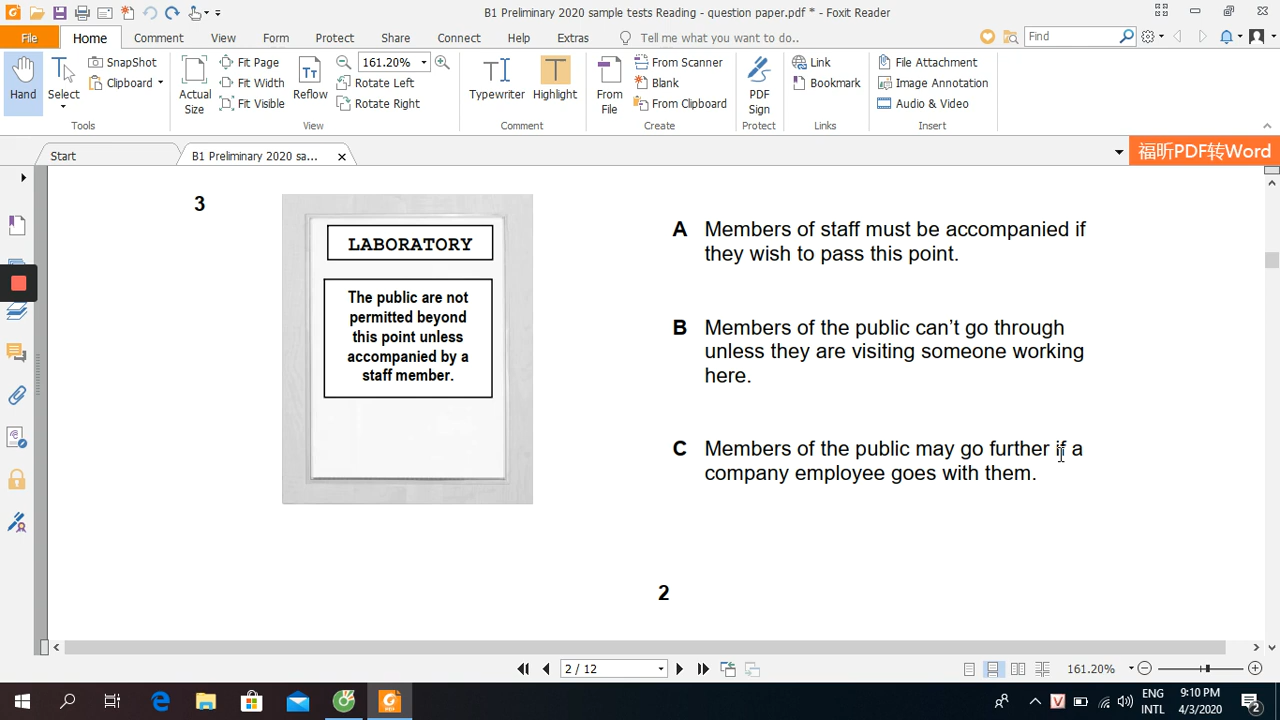 B1 Preliminary 2020 sample tests Reading - questionpaper.pdf * - Foxit Reader
File Home Comment View Form Protect Share Connect Help Extras Tell me what you want to do.. Find
Hand
Select
SnapShot
Clipboard
Tools
Actual Size
Fit Page
Fit Width
Fit Visible
Reflow
161.20%
Rotate Left
Rotate Right
View
Typewriter
Highlight
Comment
From File
From Scanner
Blank
From Clipboard
Create
PDF Sign
Protect
Link
Bookmark
Links
File Attachment
Image Annotation
Audio & Video
Insert
Start
B1 Preliminary 2020 sa...
福昕PDF转Word
3
LABORATORY
The public are not
permitted beyond
this point unless
accompanied by a
staff member.
A Members of staff must be accompanied if
they wish to pass this point.
B Members of the public can’t go through
unless they are visiting someone working
here.
C Members of the public may go further if a
company employee goes with them.
2
2 / 12
161.20%
ENG
INTL
9:10 PM
4/3/2020
2